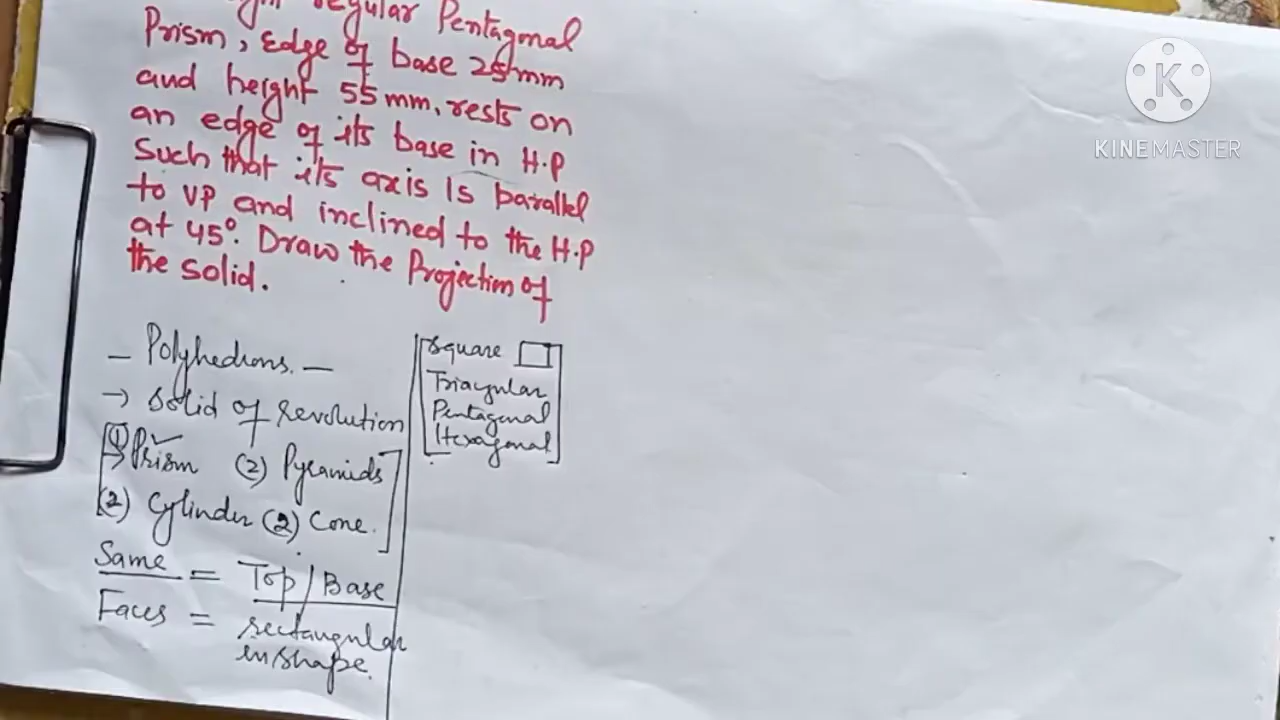 regular Pentagonal
Prism, Edge of base 25mm
and height 55mm, rests on
an edge of its base in H.P
Such that its axis Is parallel
to VP and inclined to the H.P
at 45°. Draw the Projection of
the solid.
- Polyhedrons. -
→ Solid of revolution
(1) Prism (2) Pyramids
(2) Cylinder (2) Cone.
Same = Top/Base
Faces = rectangular
in shape.
Square
Triangular
Pentagonal
Hexagonal
K
KINEMASTER